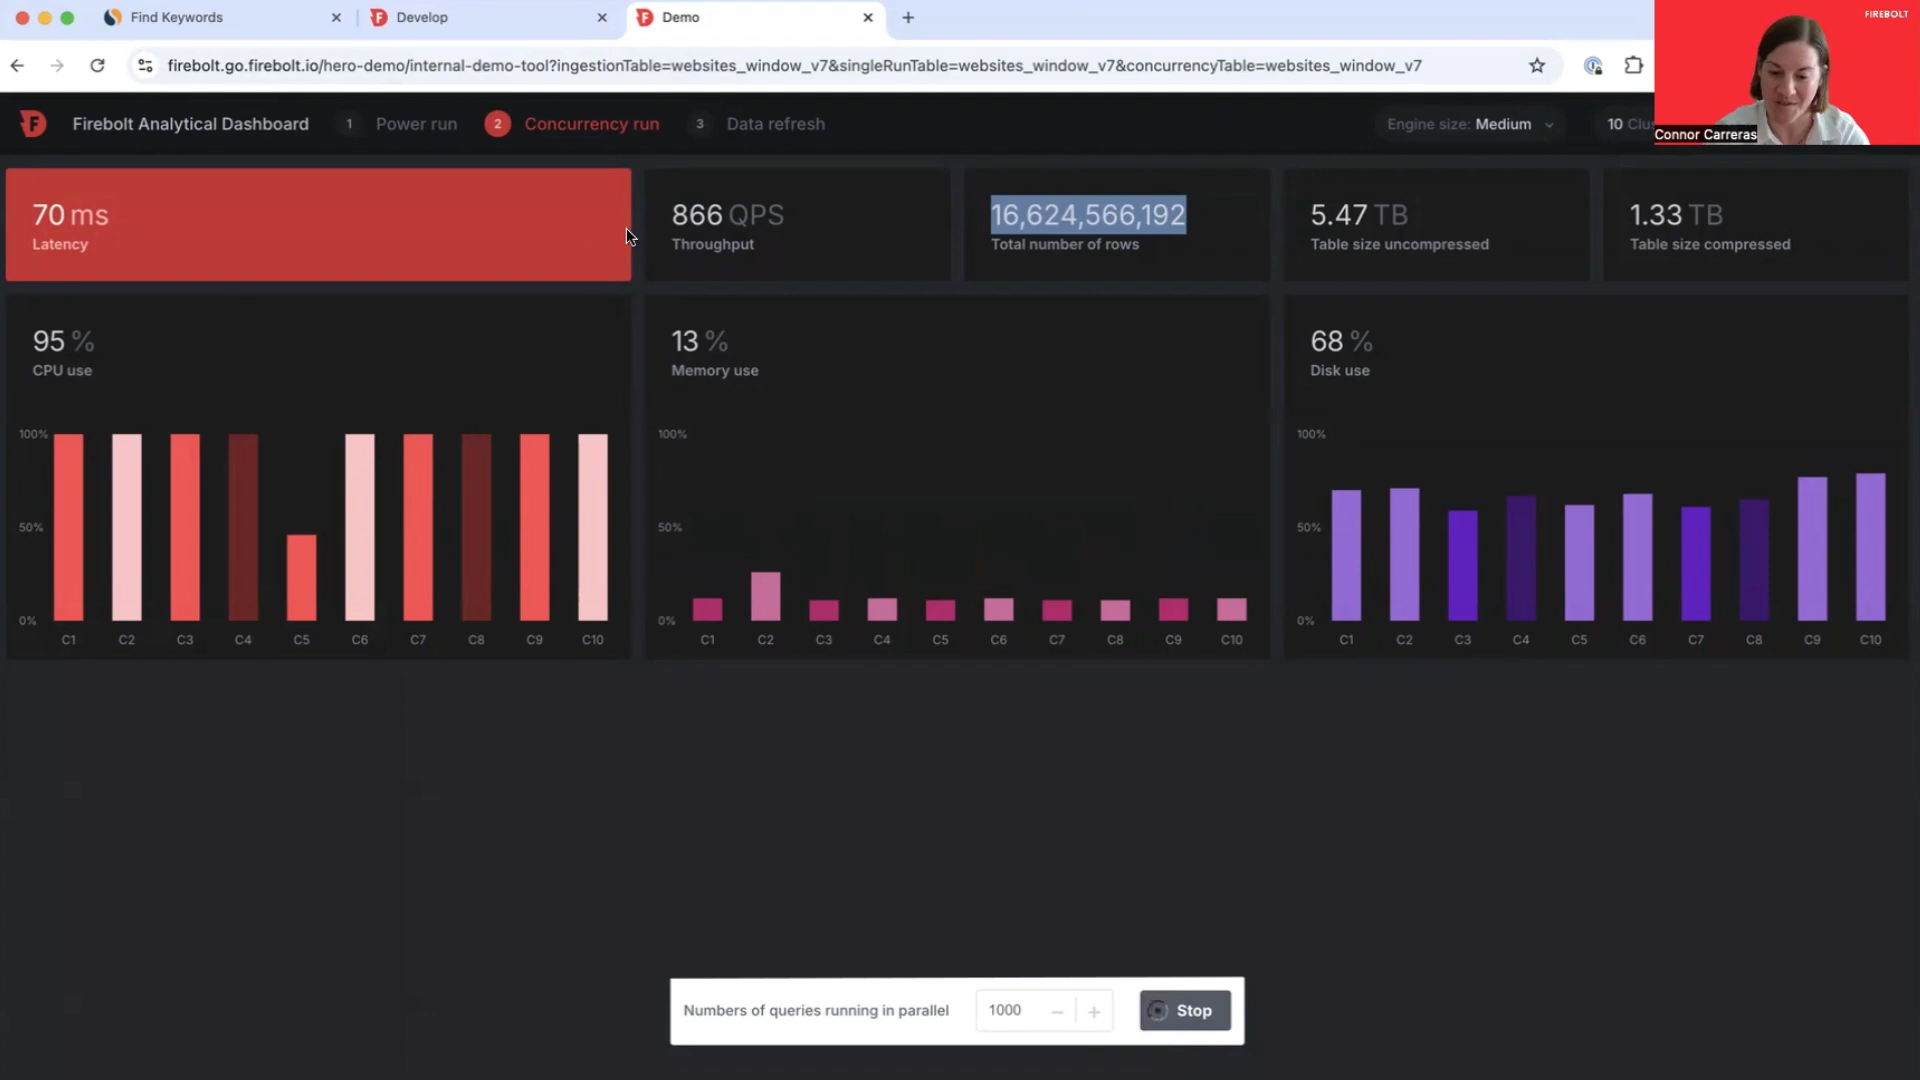 Find Keywords
Develop
Demo
firebolt.go.firebolt.io/hero-demo/internal-demo-tool?ingestionTable=websites_window_v7&singleRunTable=websites_window_v7&concurrencyTable=websites_window_v7
FIREBOLT
Connor Carreras
Firebolt Analytical Dashboard
1 Power run
2 Concurrency run
3 Data refresh
Engine size: Medium
10 Clu
70 ms
Latency
866 QPS
Throughput
16,624,566,192
Total number of rows
5.47 TB
Table size uncompressed
1.33 TB
Table size compressed
95 %
CPU use
100%
50%
0%
C1 C2 C3 C4 C5 C6 C7 C8 C9 C10
13 %
Memory use
100%
50%
0%
C1 C2 C3 C4 C5 C6 C7 C8 C9 C10
68 %
Disk use
100%
50%
0%
C1 C2 C3 C4 C5 C6 C7 C8 C9 C10
Numbers of queries running in parallel 1000 Stop